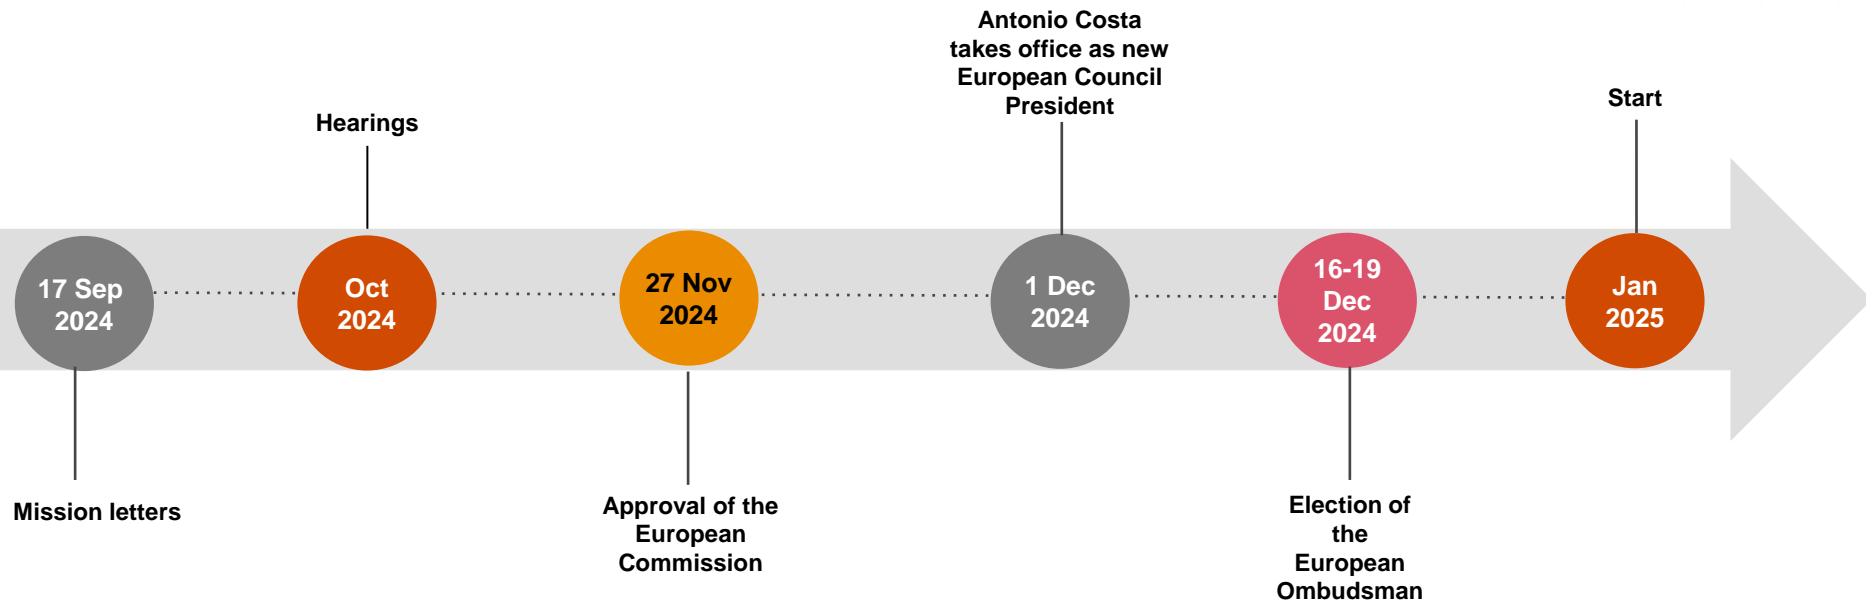 Antonio Costa
takes office as new
European Council
President
Hearings
Start
17 Sep
2024
Oct
2024
27 Nov
2024
1 Dec
2024
16-19
Dec
2024
Jan
2025
Mission letters
Approval of the
European
Commission
Election of
the
European
Ombudsman